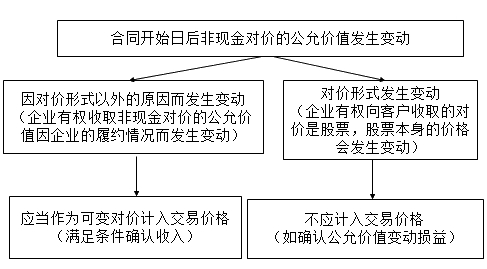 合同开始日后非现金对价的公允价值发生变动
因对价形式以外的原因而发生变动
（企业有权收取非现金对价的公允价
值因企业的履约情况而发生变动）
对价形式发生变动
（企业有权向客户收取的对
价是股票，股票本身的价格
会发生变动）
应当作为可变对价计入交易价格
（满足条件确认收入）
不应计入交易价格
（如确认公允价值变动损益）